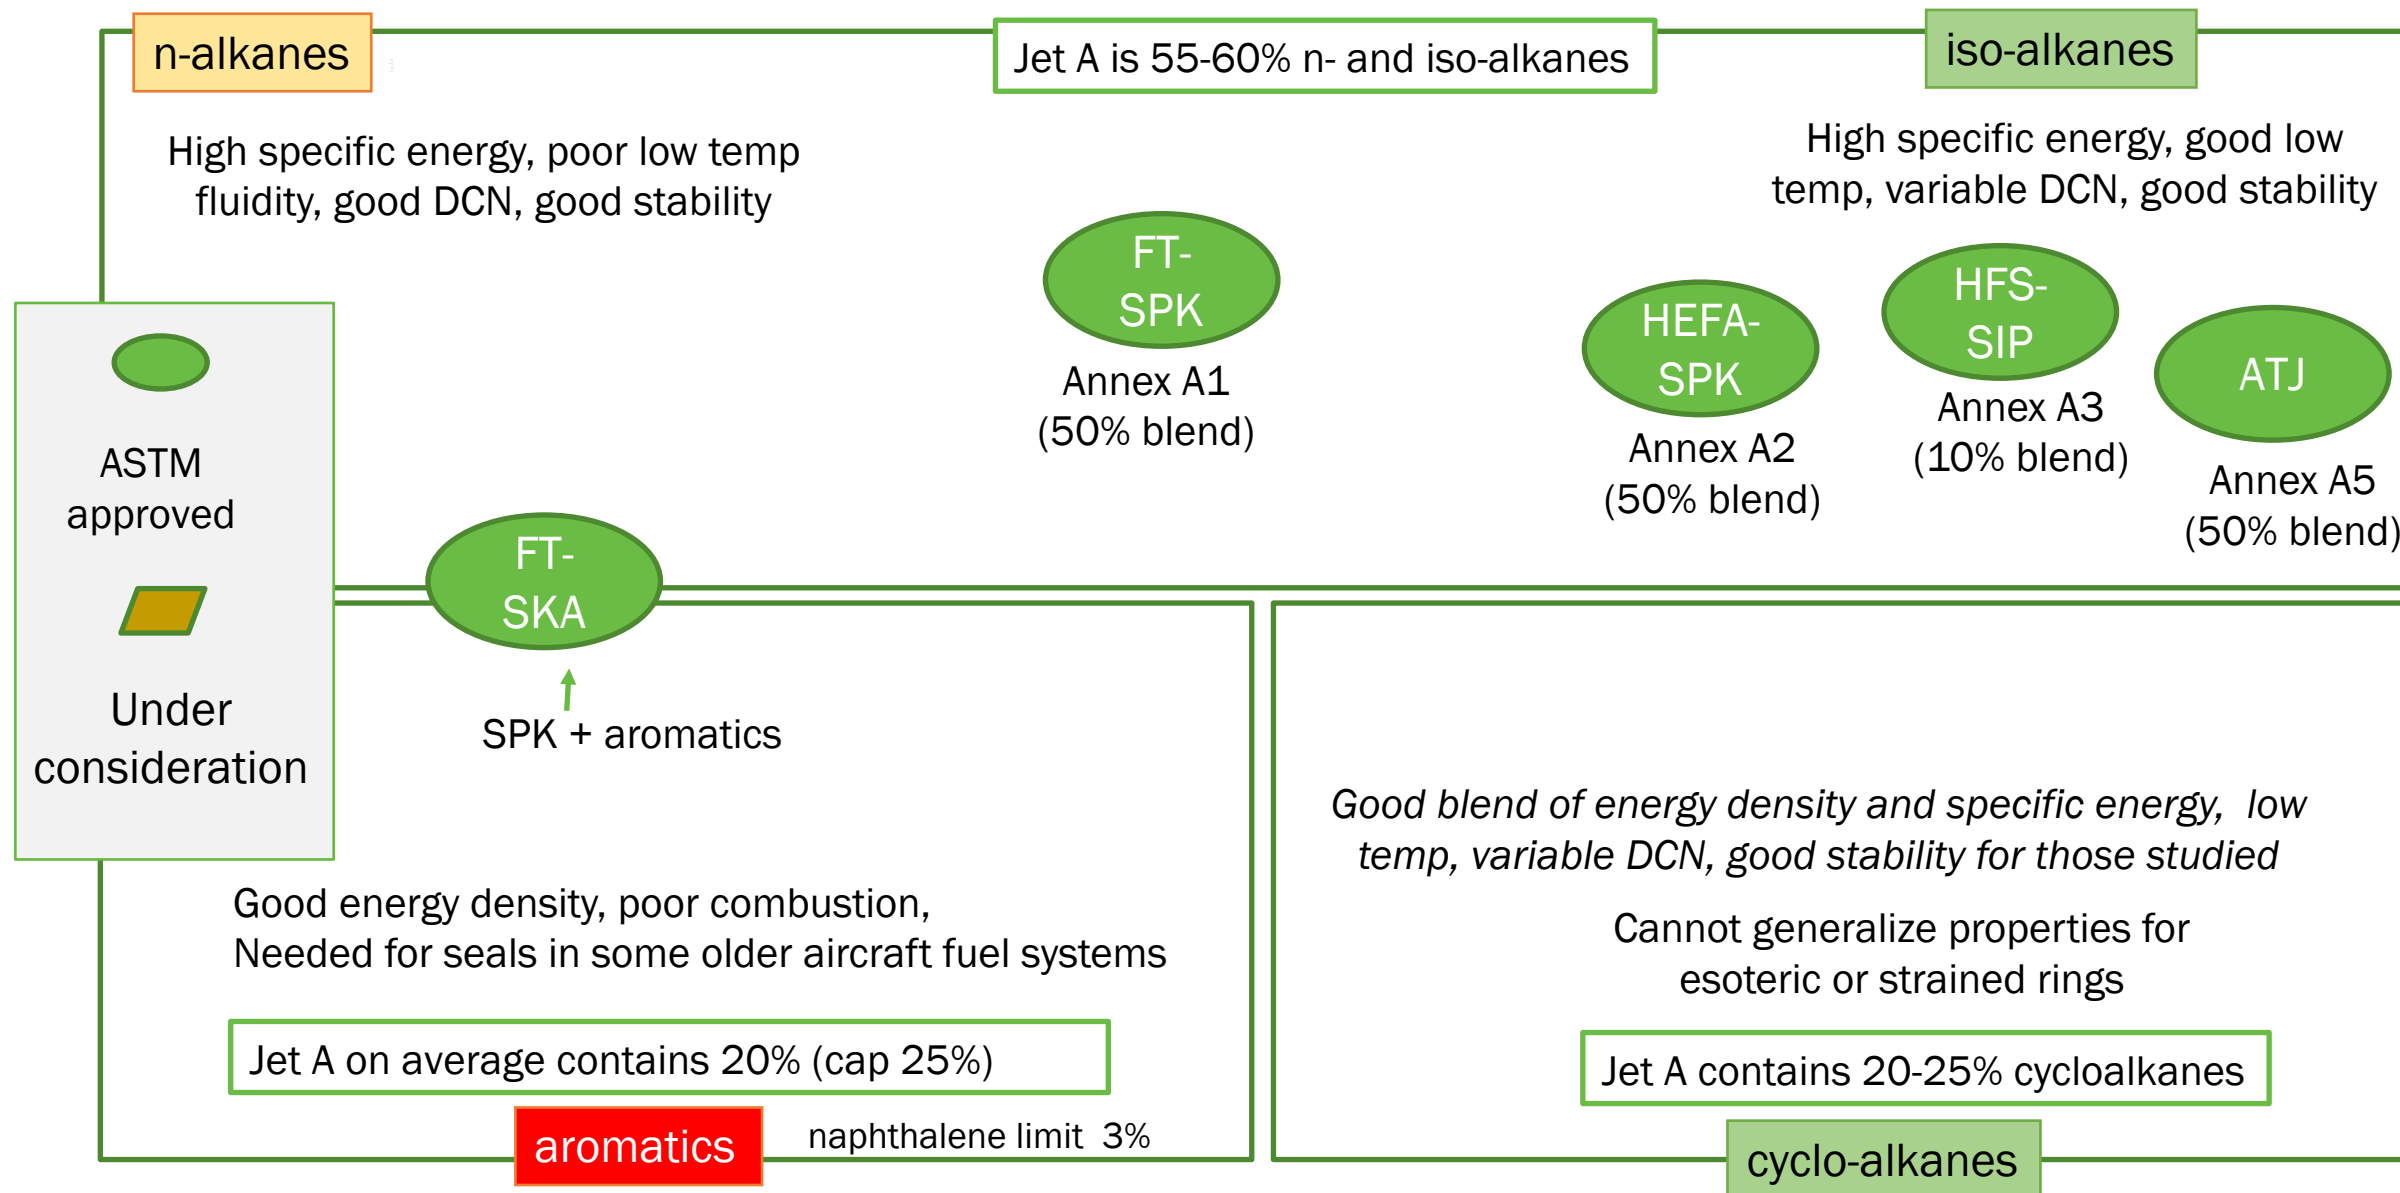 n-alkanes
Jet A is 55-60% n- and iso-alkanes
iso-alkanes
High specific energy, poor low temp
fluidity, good DCN, good stability
High specific energy, good low
temp, variable DCN, good stability
FT-
SPK
Annex A1
(50% blend)
HEFA-
SPK
Annex A2
(50% blend)
HFS-
SIP
Annex A3
(10% blend)
ATJ
Annex A5
(50% blend)
ASTM
approved
Under
consideration
FT-
SKA
SPK + aromatics
Good energy density, poor combustion,
Needed for seals in some older aircraft fuel systems
Jet A on average contains 20% (cap 25%)
aromatics
naphthalene limit 3%
Good blend of energy density and specific energy, low
temp, variable DCN, good stability for those studied
Cannot generalize properties for
esoteric or strained rings
Jet A contains 20-25% cycloalkanes
cyclo-alkanes